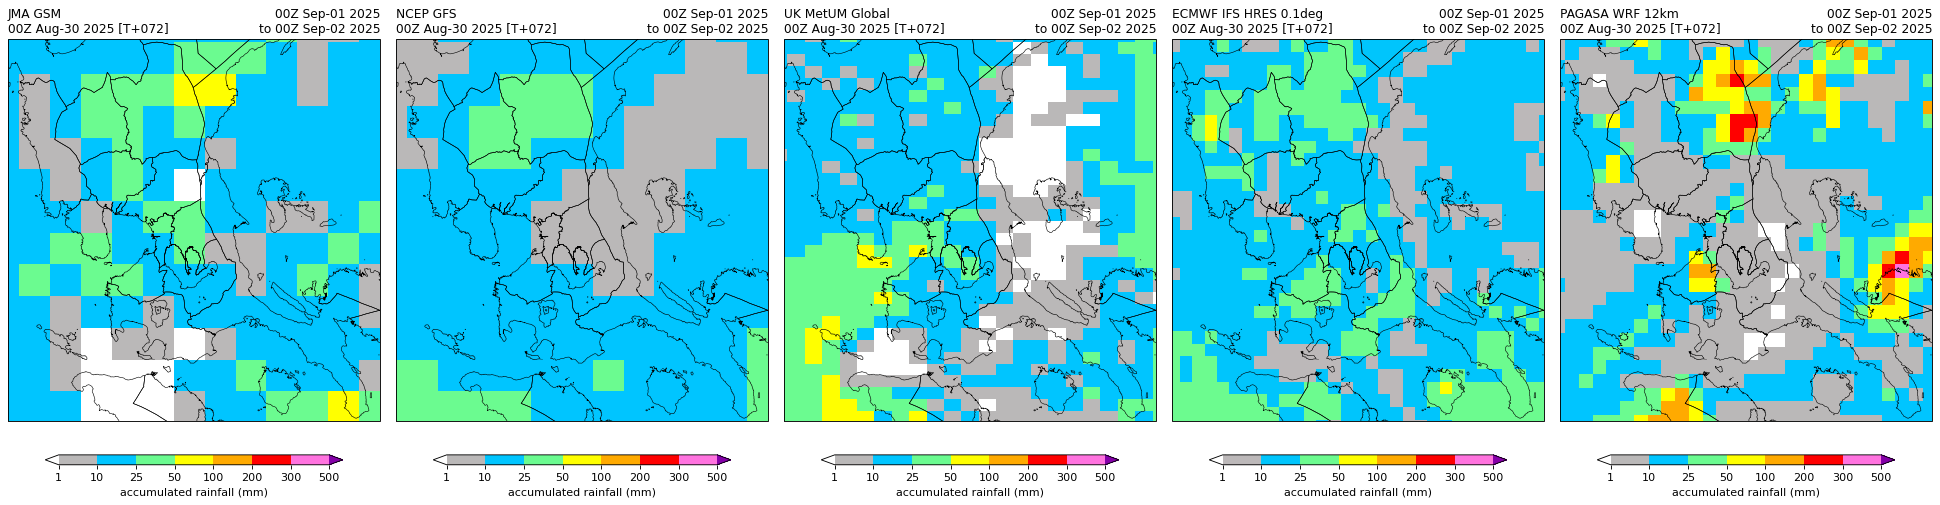 JMA GSM 00Z Sep-01 2025
00Z Aug-30 2025 [T+072] to 00Z Sep-02 2025
1 10 25 50 100 200 300 500
accumulated rainfall (mm)
NCEP GFS 00Z Sep-01 2025
00Z Aug-30 2025 [T+072] to 00Z Sep-02 2025
1 10 25 50 100 200 300 500
accumulated rainfall (mm)
UK MetUM Global 00Z Sep-01 2025
00Z Aug-30 2025 [T+072] to 00Z Sep-02 2025
1 10 25 50 100 200 300 500
accumulated rainfall (mm)
ECMWF IFS HRES 0.1deg 00Z Sep-01 2025
00Z Aug-30 2025 [T+072] to 00Z Sep-02 2025
1 10 25 50 100 200 300 500
accumulated rainfall (mm)
PAGASA WRF 12km 00Z Sep-01 2025
00Z Aug-30 2025 [T+072] to 00Z Sep-02 2025
1 10 25 50 100 200 300 500
accumulated rainfall (mm)